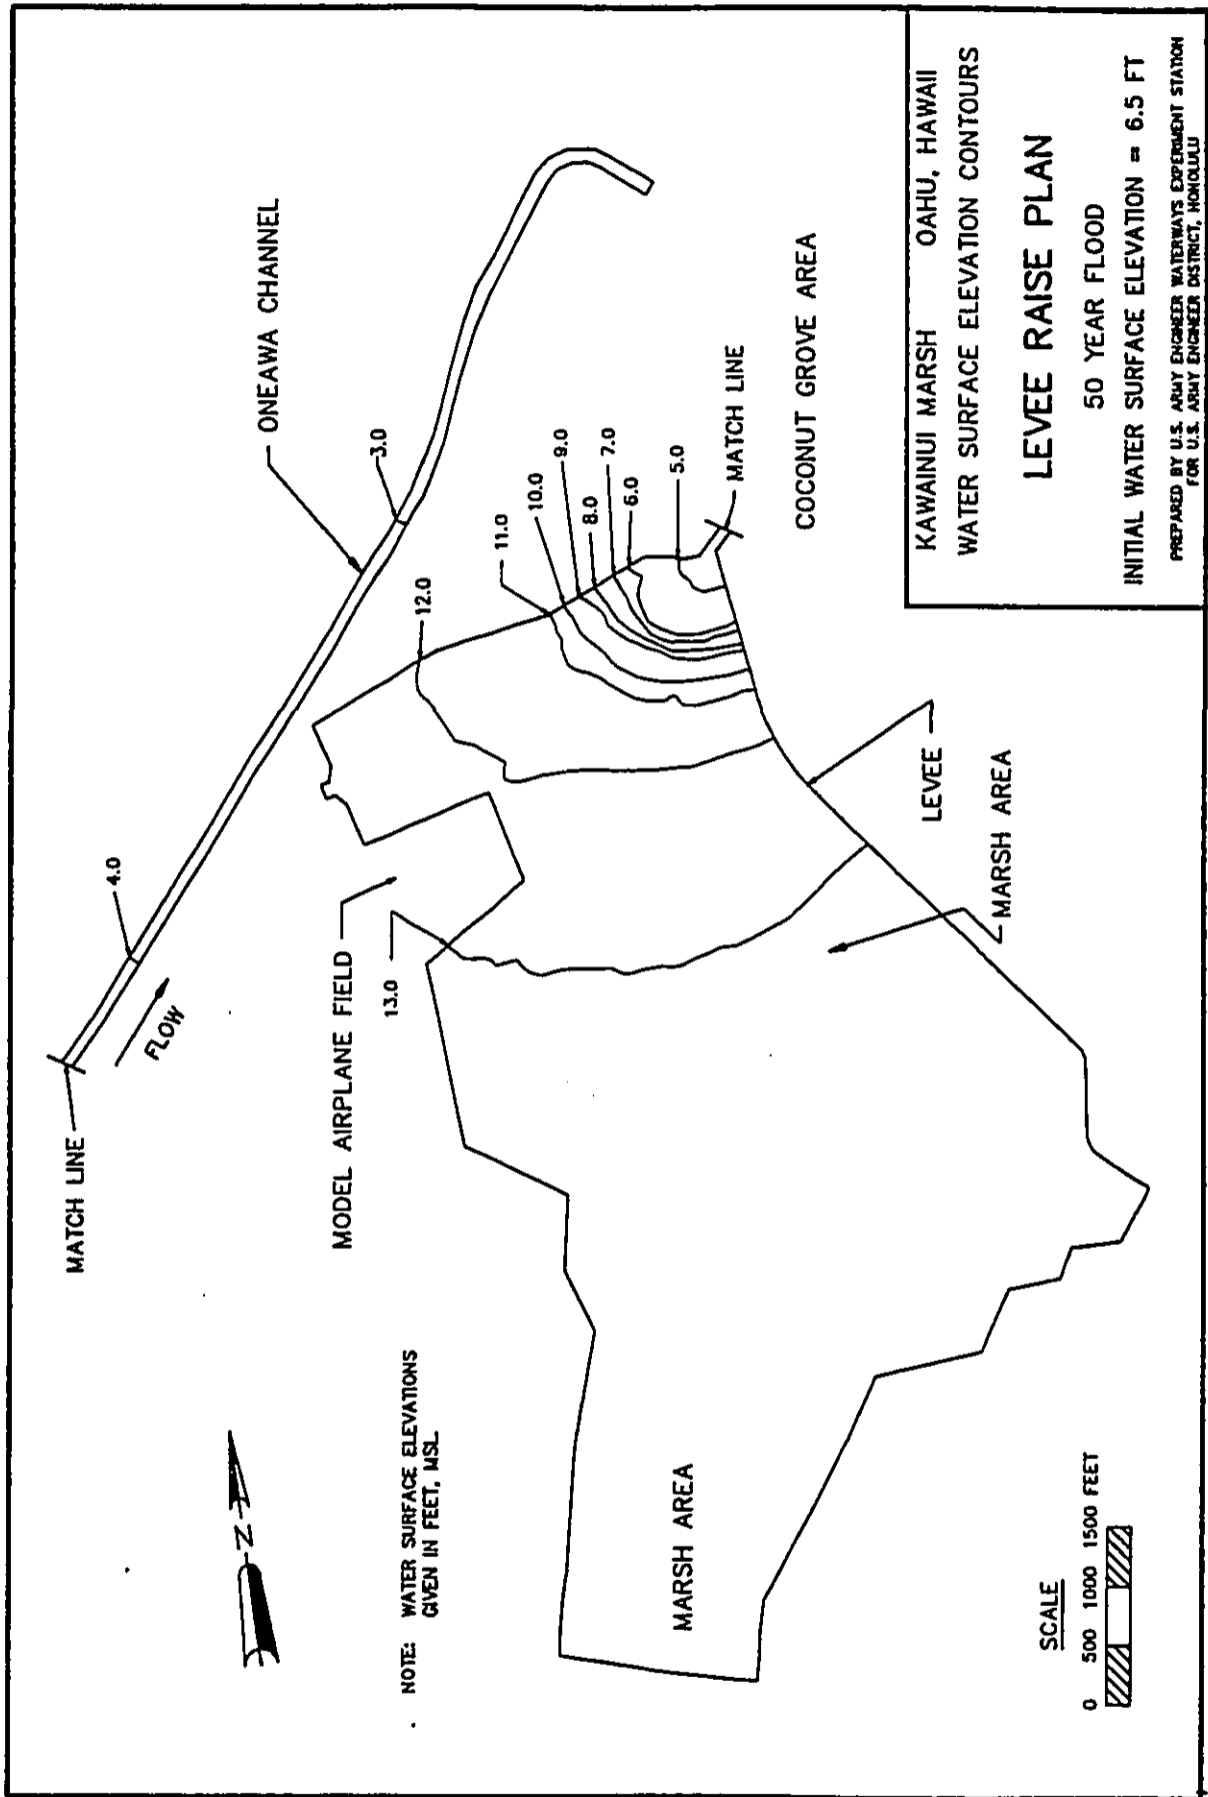 MATCH LINE
FLOW
4.0
ONEAWA CHANNEL
3.0
MODEL AIRPLANE FIELD
13.0
12.0
11.0
10.0
9.0
8.0
7.0
6.0
5.0
MATCH LINE
COCONUT GROVE AREA
LEVEE
MARSH AREA
MARSH AREA
N
NOTE: WATER SURFACE ELEVATIONS
GIVEN IN FEET, MSL
SCALE
0 500 1000 1500 FEET
KAWAINUI MARSH OAHU, HAWAII
WATER SURFACE ELEVATION CONTOURS
LEVEE RAISE PLAN
50 YEAR FLOOD
INITIAL WATER SURFACE ELEVATION = 6.5 FT
PREPARED BY U.S. ARMY ENGINEER WATERWAYS EXPERIMENT STATION
FOR U.S. ARMY ENGINEER DISTRICT, HONOLULU